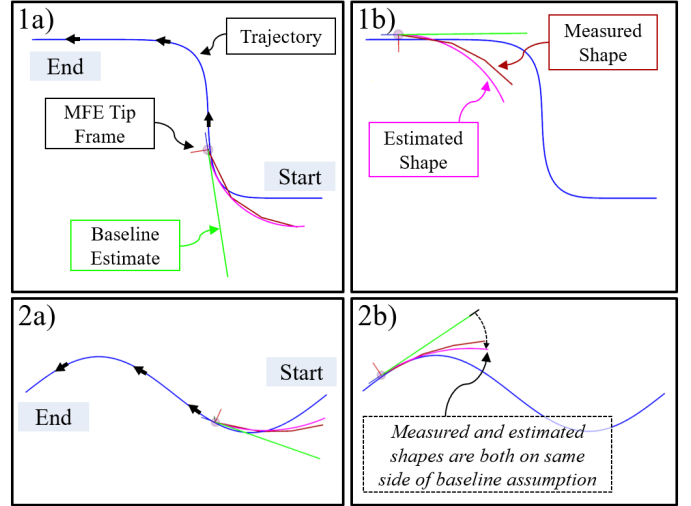 1a)
Trajectory
End
MFE Tip
Frame
Start
Baseline
Estimate
1b)
Measured
Shape
Estimated
Shape
2a)
Start
End
2b)
Measured and estimated
shapes are both on same
side of baseline assumption